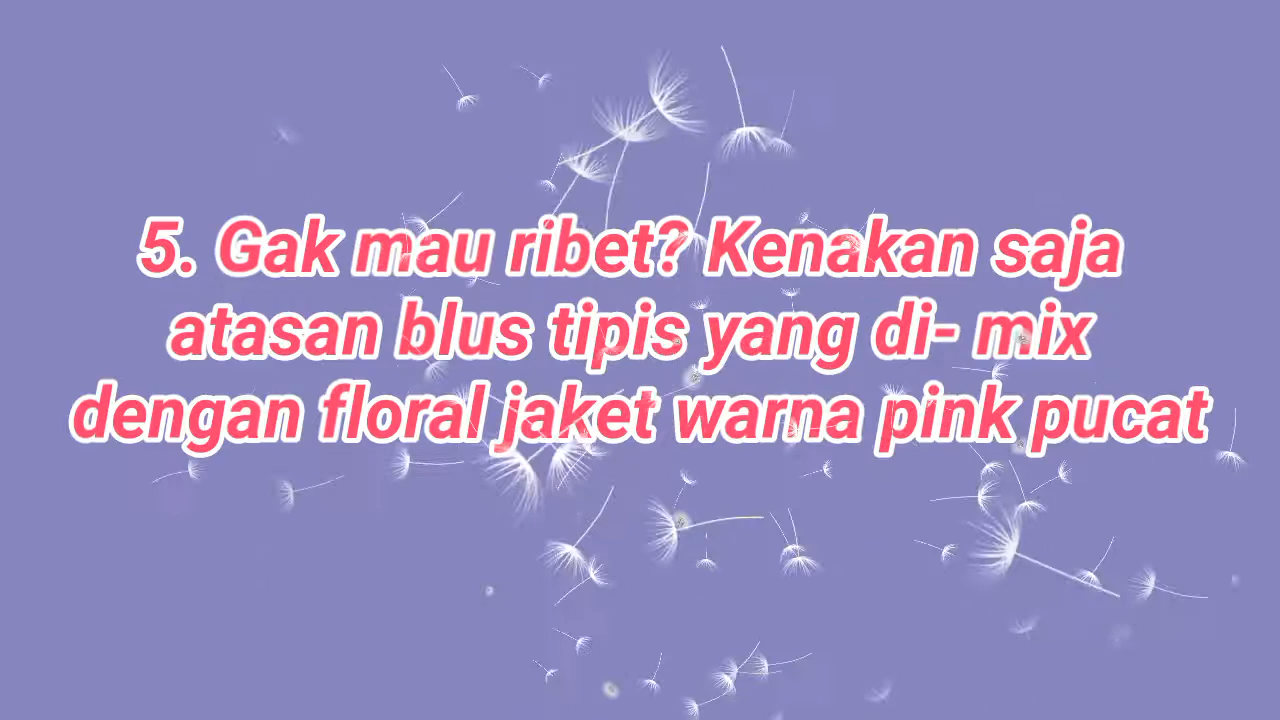 5. Gak mau ribet? Kenakan saja
atasan blus tipis yang di- mix
dengan floral jaket warna pink pucat